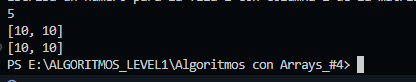 5
[10, 10]
[10, 10]
PS E:\ALGORITMOS_LEVEL1\Algoritmos con Arrays_#4>